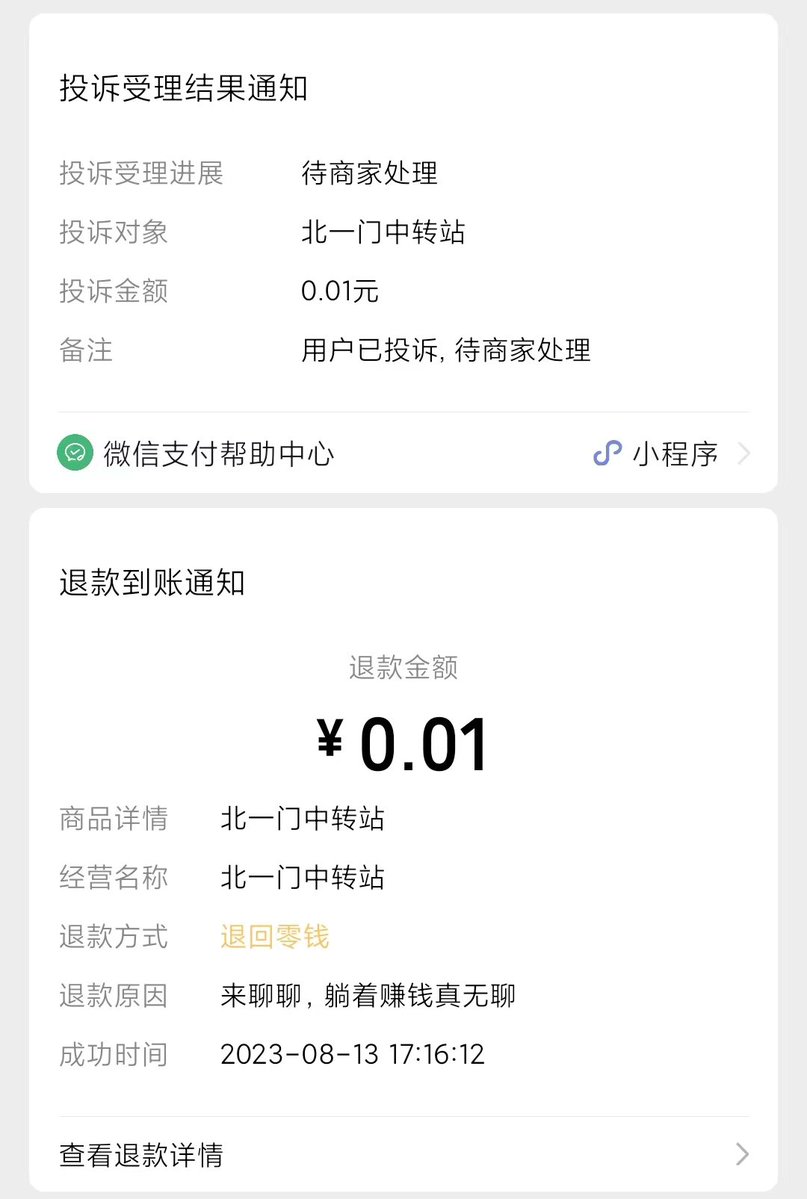 投诉受理结果通知
投诉受理进展 待商家处理
投诉对象 北一门中转站
投诉金额 0.01元
备注 用户已投诉, 待商家处理
微信支付帮助中心 小程序
退款到账通知
退款金额
¥0.01
商品详情 北一门中转站
经营名称 北一门中转站
退款方式 退回零钱
退款原因 来聊聊, 躺着赚钱真无聊
成功时间 2023-08-13 17:16:12
查看退款详情